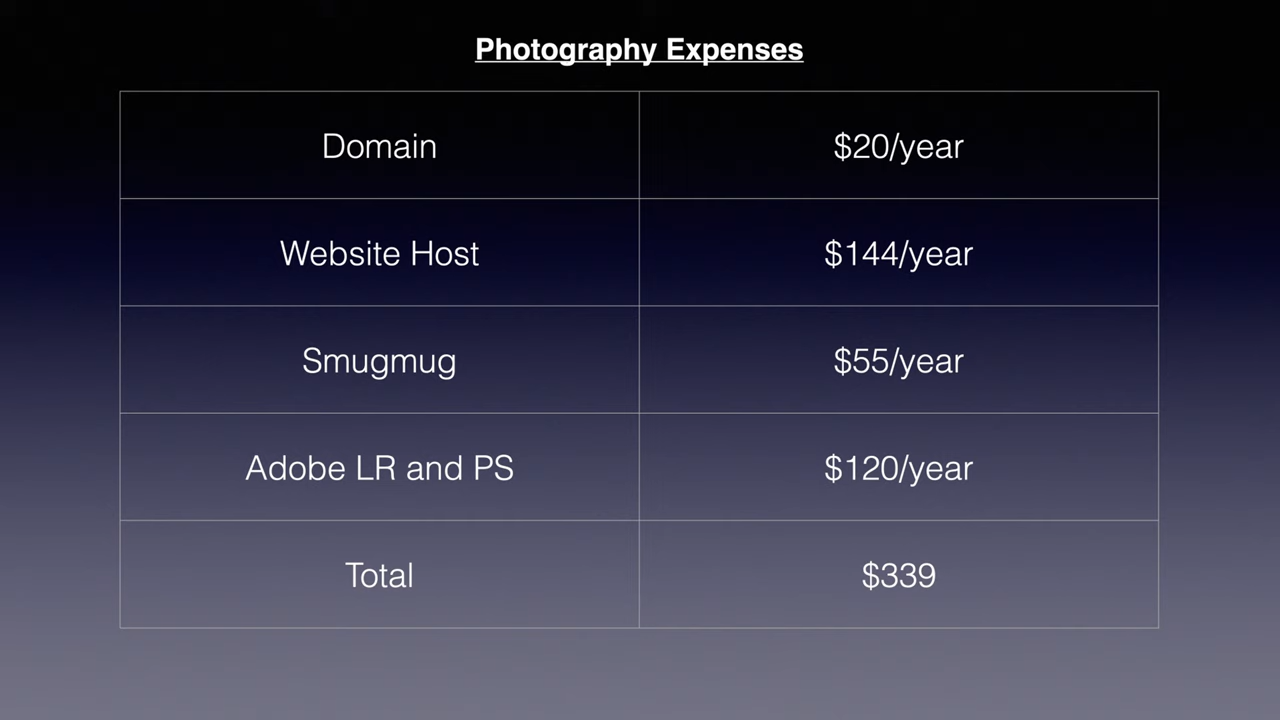 Photography Expenses
Domain $20/year
Website Host $144/year
Smugmug $55/year
Adobe LR and PS $120/year
Total $339